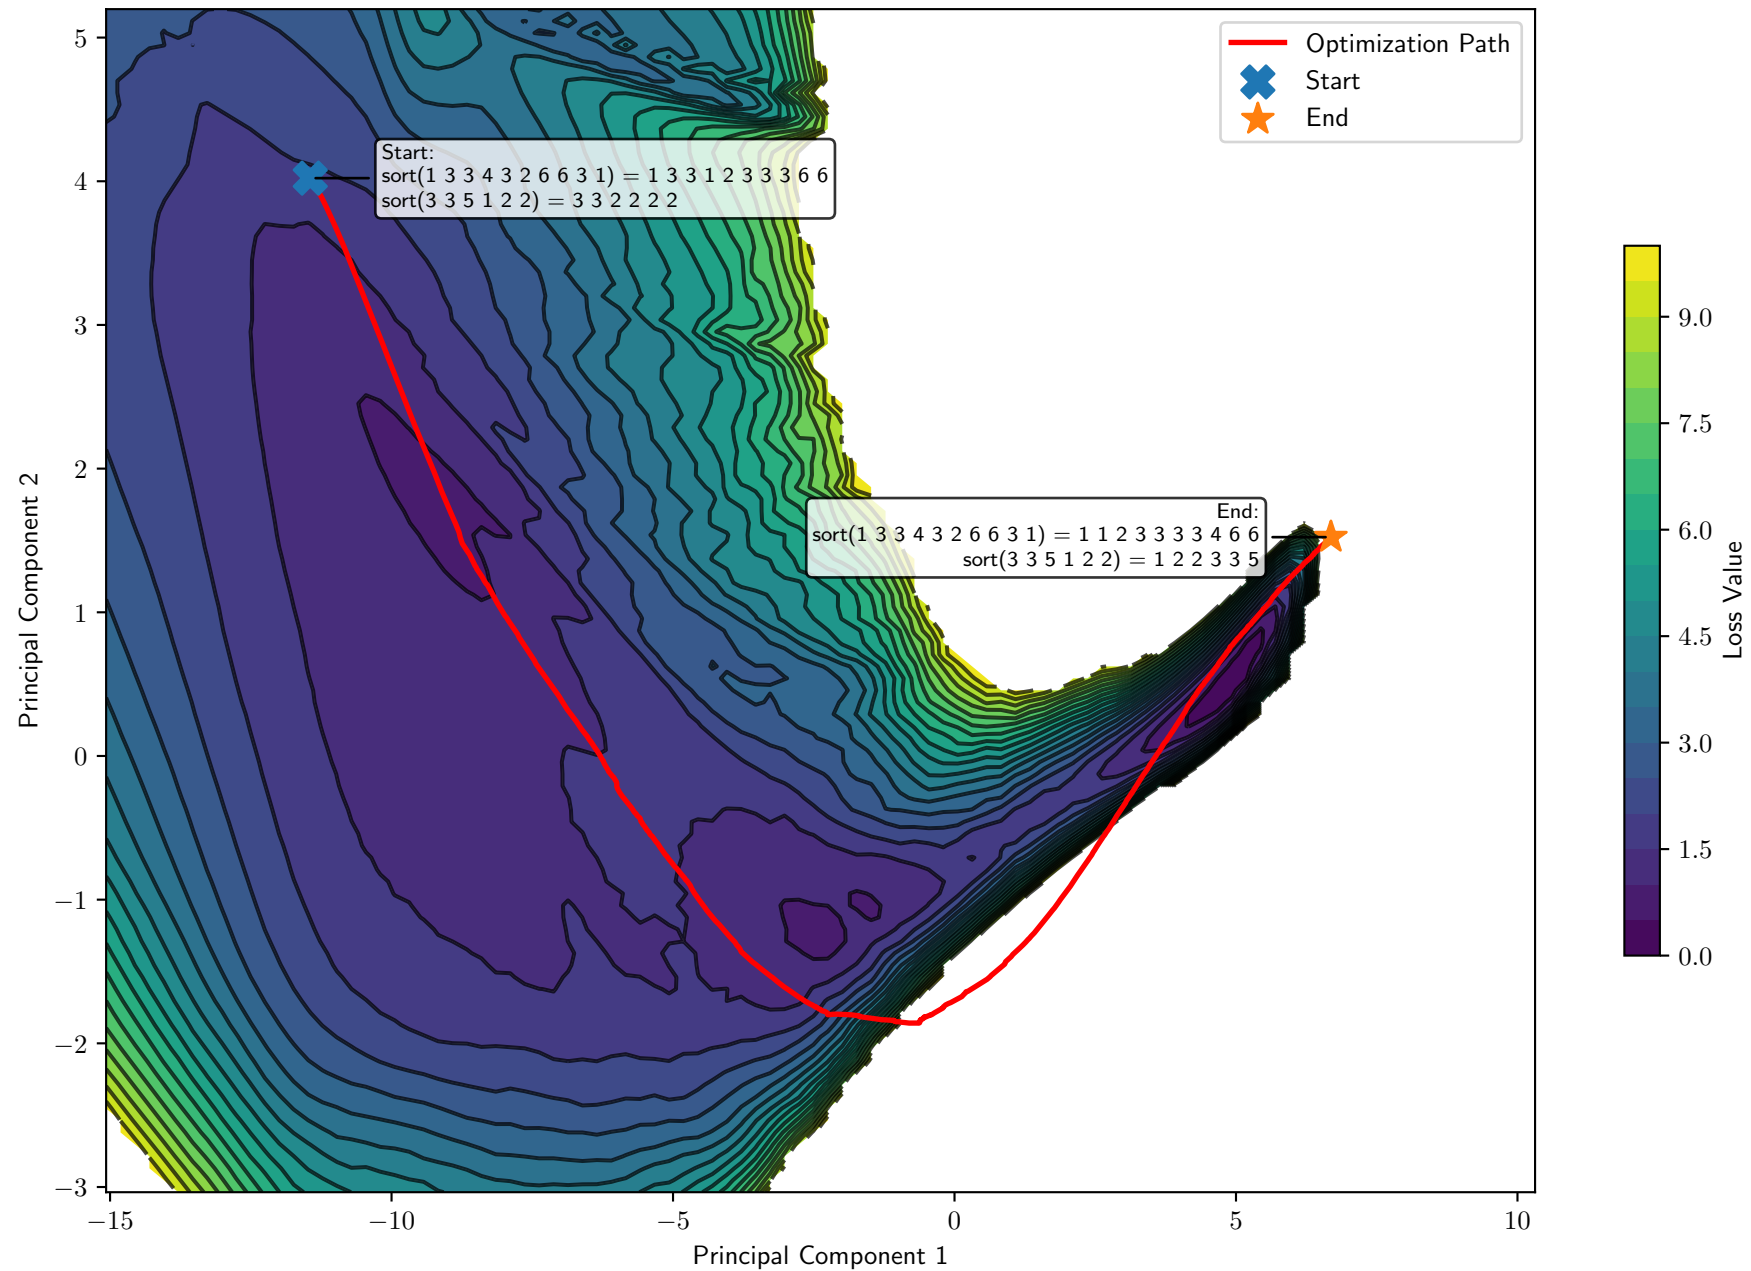 5
4
3
2
1
0
−1
−2
−3
Principal Component 2
Optimization Path
Start
End
Start:
sort(1 3 3 4 3 2 6 6 3 1) = 1 3 3 1 2 3 3 3 6 6
sort(3 3 5 1 2 2) = 3 3 2 2 2 2
End:
sort(1 3 3 4 3 2 6 6 3 1) = 1 1 2 3 3 3 3 4 6 6
sort(3 3 5 1 2 2) = 1 2 2 3 3 5
−15 −10 −5 0 5 10
Principal Component 1
9.0
7.5
6.0
4.5
3.0
1.5
0.0
Loss Value